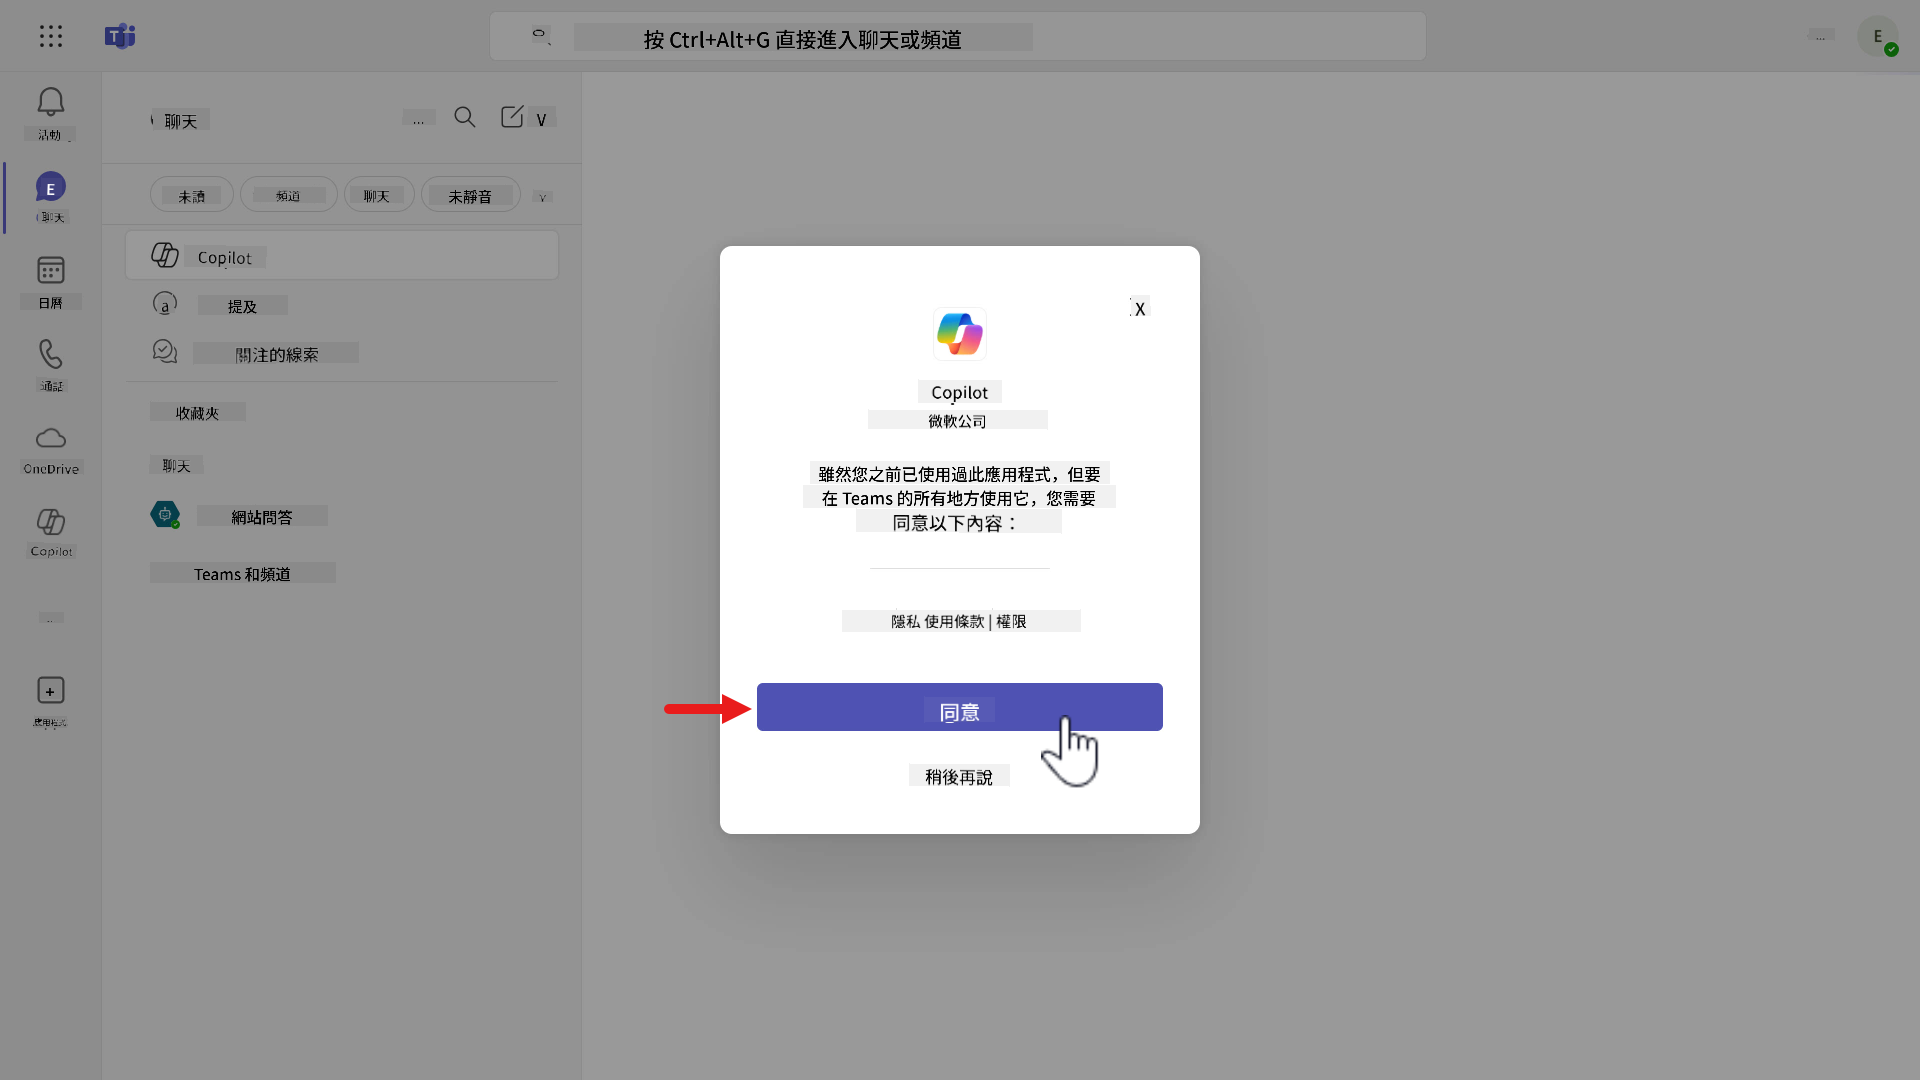 按 Ctrl+Alt+G 直接進入聊天或頻道
...
E
活動
E
聊天
日曆
通話
OneDrive
Copilot
應用程式
聊天
...
未讀
頻道
聊天
未靜音
Copilot
提及
關注的線索
收藏夾
聊天
網站問答
Teams 和頻道
X
Copilot
微軟公司
雖然您之前已使用過此應用程式，但要
在 Teams 的所有地方使用它，您需要
同意以下內容：
隱私 使用條款 | 權限
同意
稍後再說